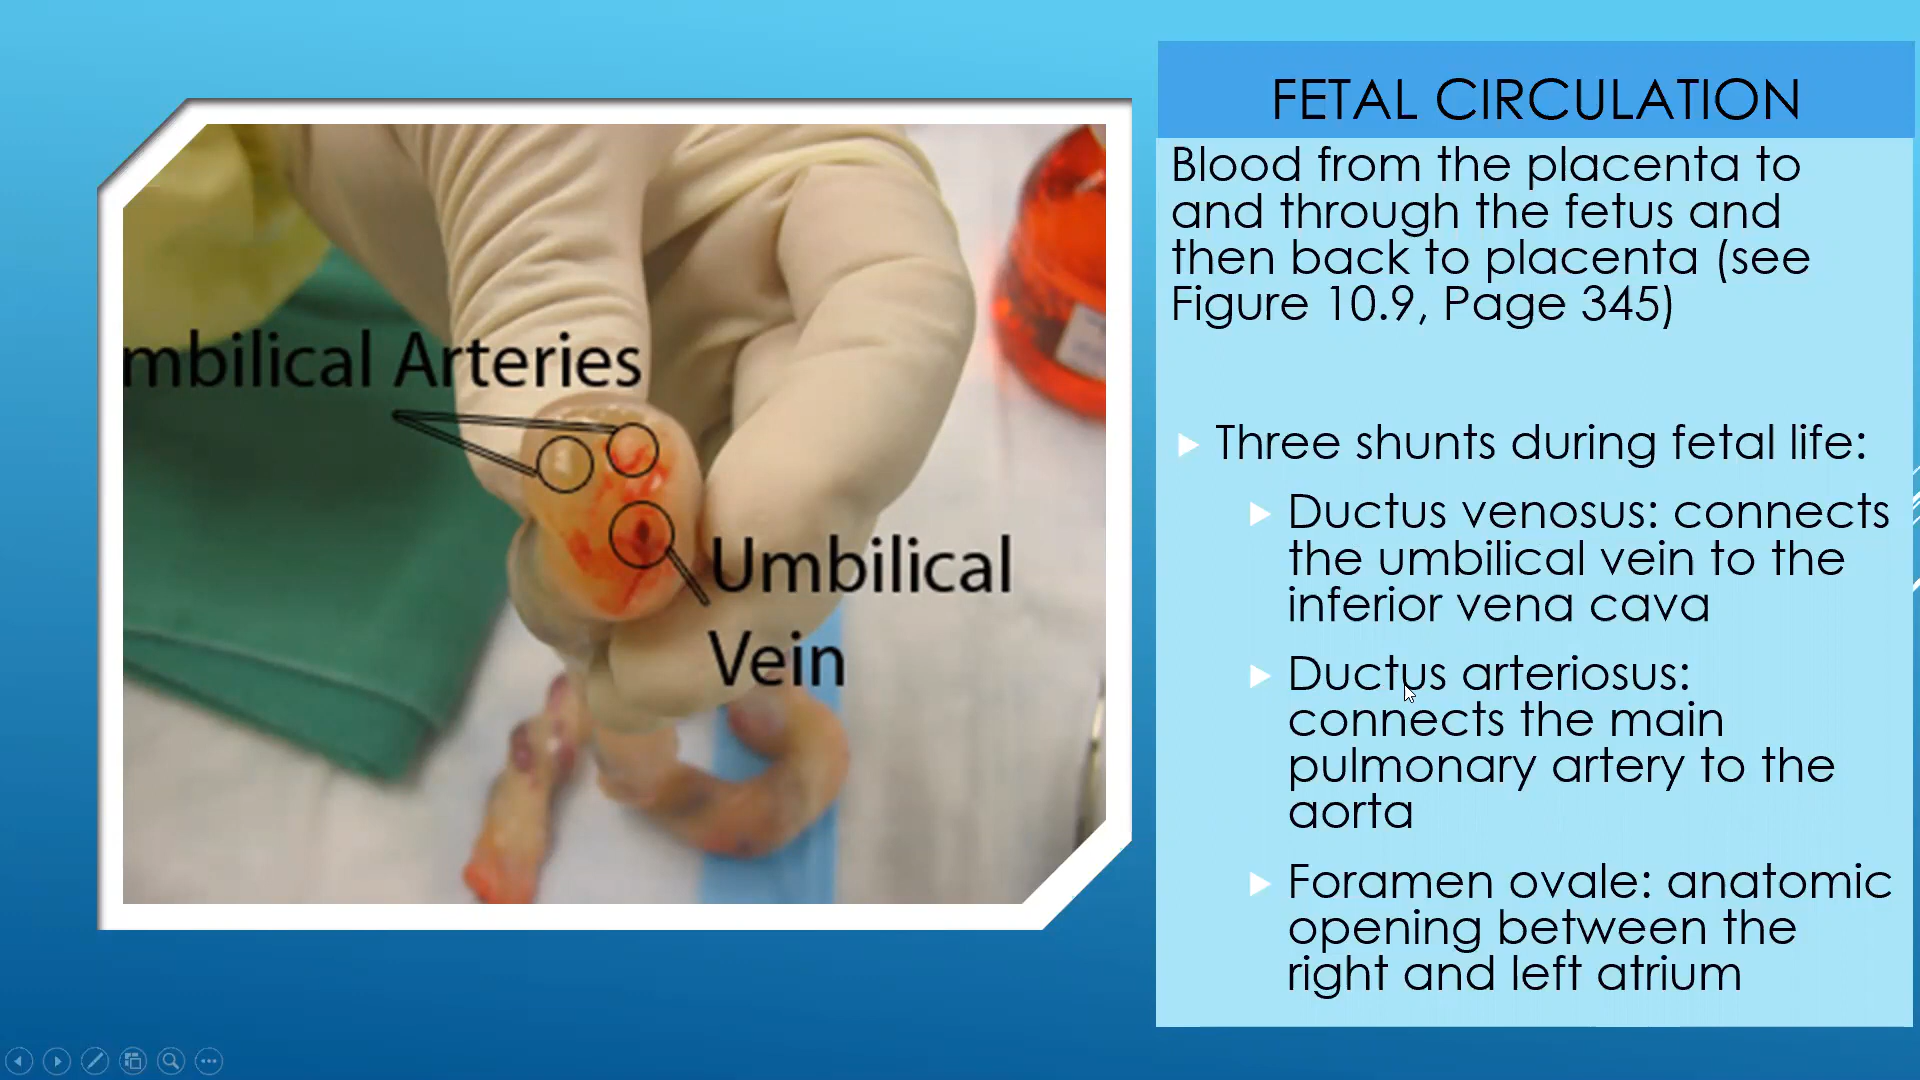 FETAL CIRCULATION
Blood from the placenta to
and through the fetus and
then back to placenta (see
Figure 10.9, Page 345)
Three shunts during fetal life:
Ductus venosus: connects
the umbilical vein to the
inferior vena cava
Ductus arteriosus:
connects the main
pulmonary artery to the
aorta
Foramen ovale: anatomic
opening between the
right and left atrium
mbilical Arteries
Umbilical
Vein